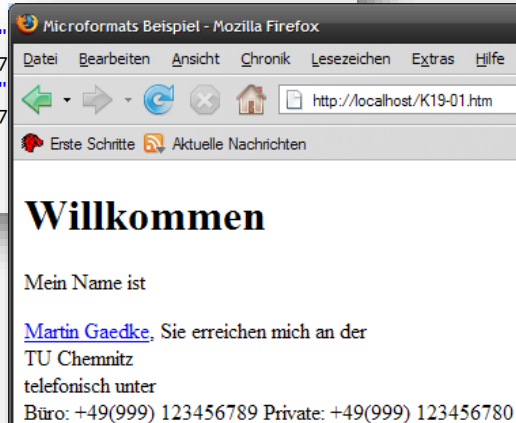 Microformats Beispiel - Mozilla Firefox
Datei Bearbeiten Ansicht Chronik Lesezeichen Extras Hilfe
http://localhost/K19-01.htm
Erste Schritte Aktuelle Nachrichten
Willkommen
Mein Name ist
Martin Gaedke, Sie erreichen mich an der
TU Chemnitz
telefonisch unter
Büro: +49(999) 123456789 Private: +49(999) 123456780